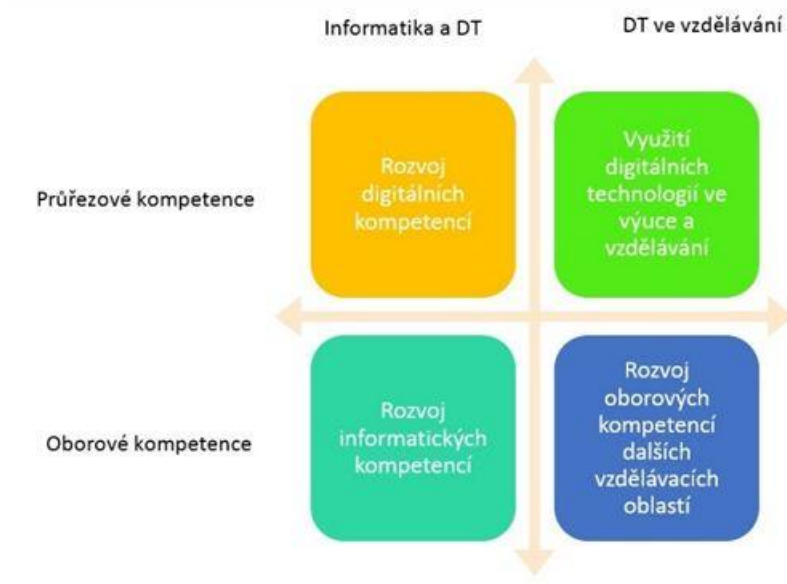 Informatika a DT
DT ve vzdělávání
Průřezové kompetence
Rozvoj
digitálních
kompetencí
Využití
digitálních
technologií ve
výuce a
vzdělávání
Oborové kompetence
Rozvoj
informatických
kompetencí
Rozvoj
oborových
kompetencí
dalších
vzdělávacích
oblastí